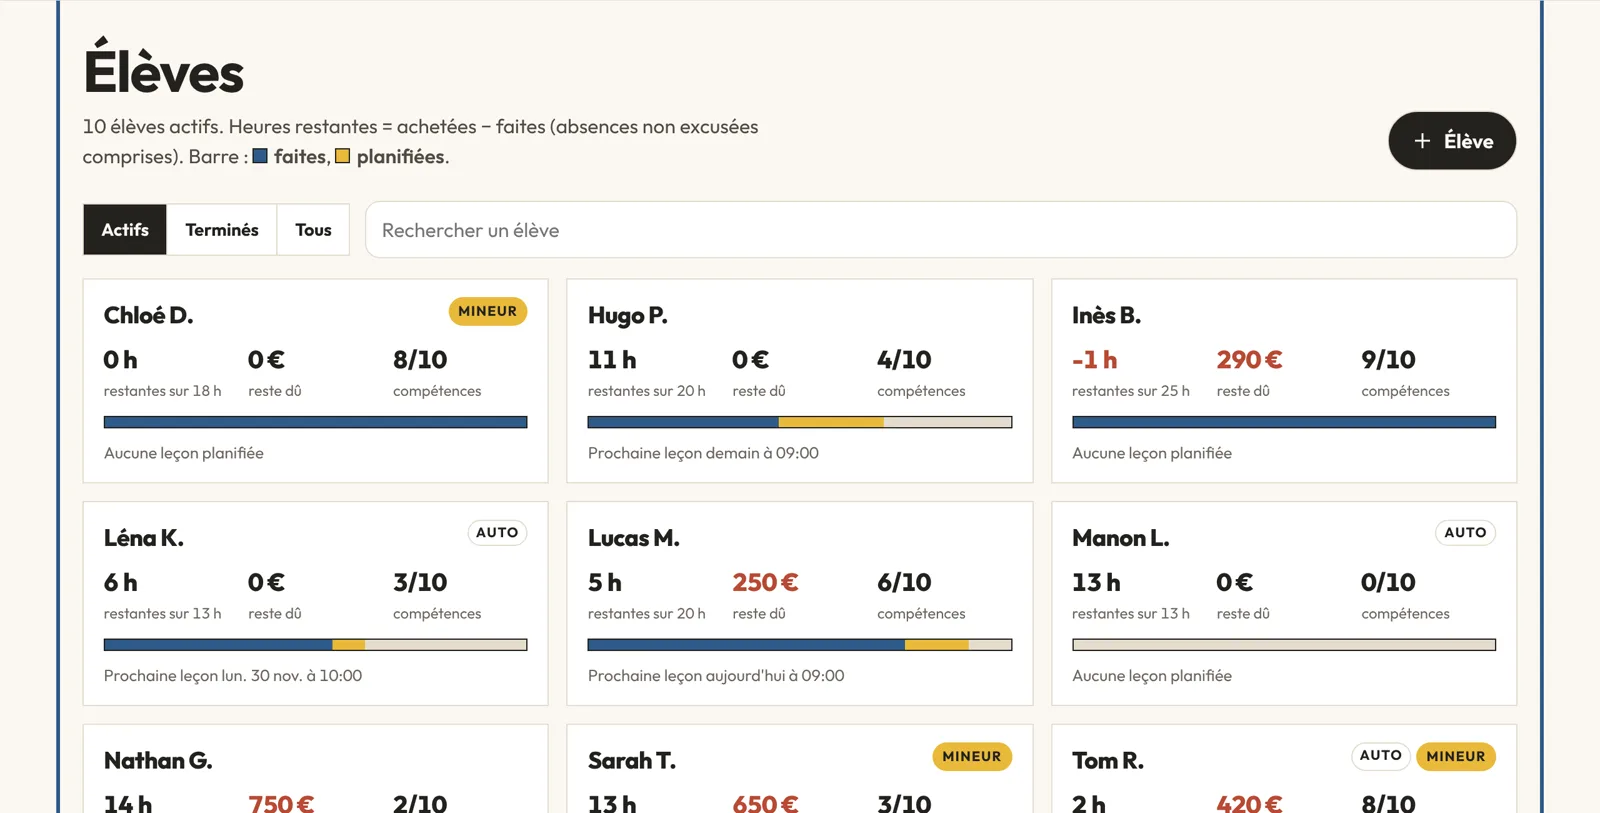 Élèves
10 élèves actifs. Heures restantes = achetées − faites (absences non excusées
comprises). Barre : faites, planifiées.
+ Élève
Actifs Terminés Tous
Rechercher un élève
Chloé D. MINEUR
0 h 0 € 8/10
restantes sur 18 h reste dû compétences
Aucune leçon planifiée
Hugo P.
11 h 0 € 4/10
restantes sur 20 h reste dû compétences
Prochaine leçon demain à 09:00
Inès B.
-1 h 290 € 9/10
restantes sur 25 h reste dû compétences
Aucune leçon planifiée
Léna K. AUTO
6 h 0 € 3/10
restantes sur 13 h reste dû compétences
Prochaine leçon lun. 30 nov. à 10:00
Lucas M.
5 h 250 € 6/10
restantes sur 20 h reste dû compétences
Prochaine leçon aujourd'hui à 09:00
Manon L. AUTO
13 h 0 € 0/10
restantes sur 13 h reste dû compétences
Aucune leçon planifiée
Nathan G.
14 h 750 € 2/10
Sarah T. MINEUR
13 h 650 € 3/10
Tom R. AUTO MINEUR
2 h 420 € 8/10